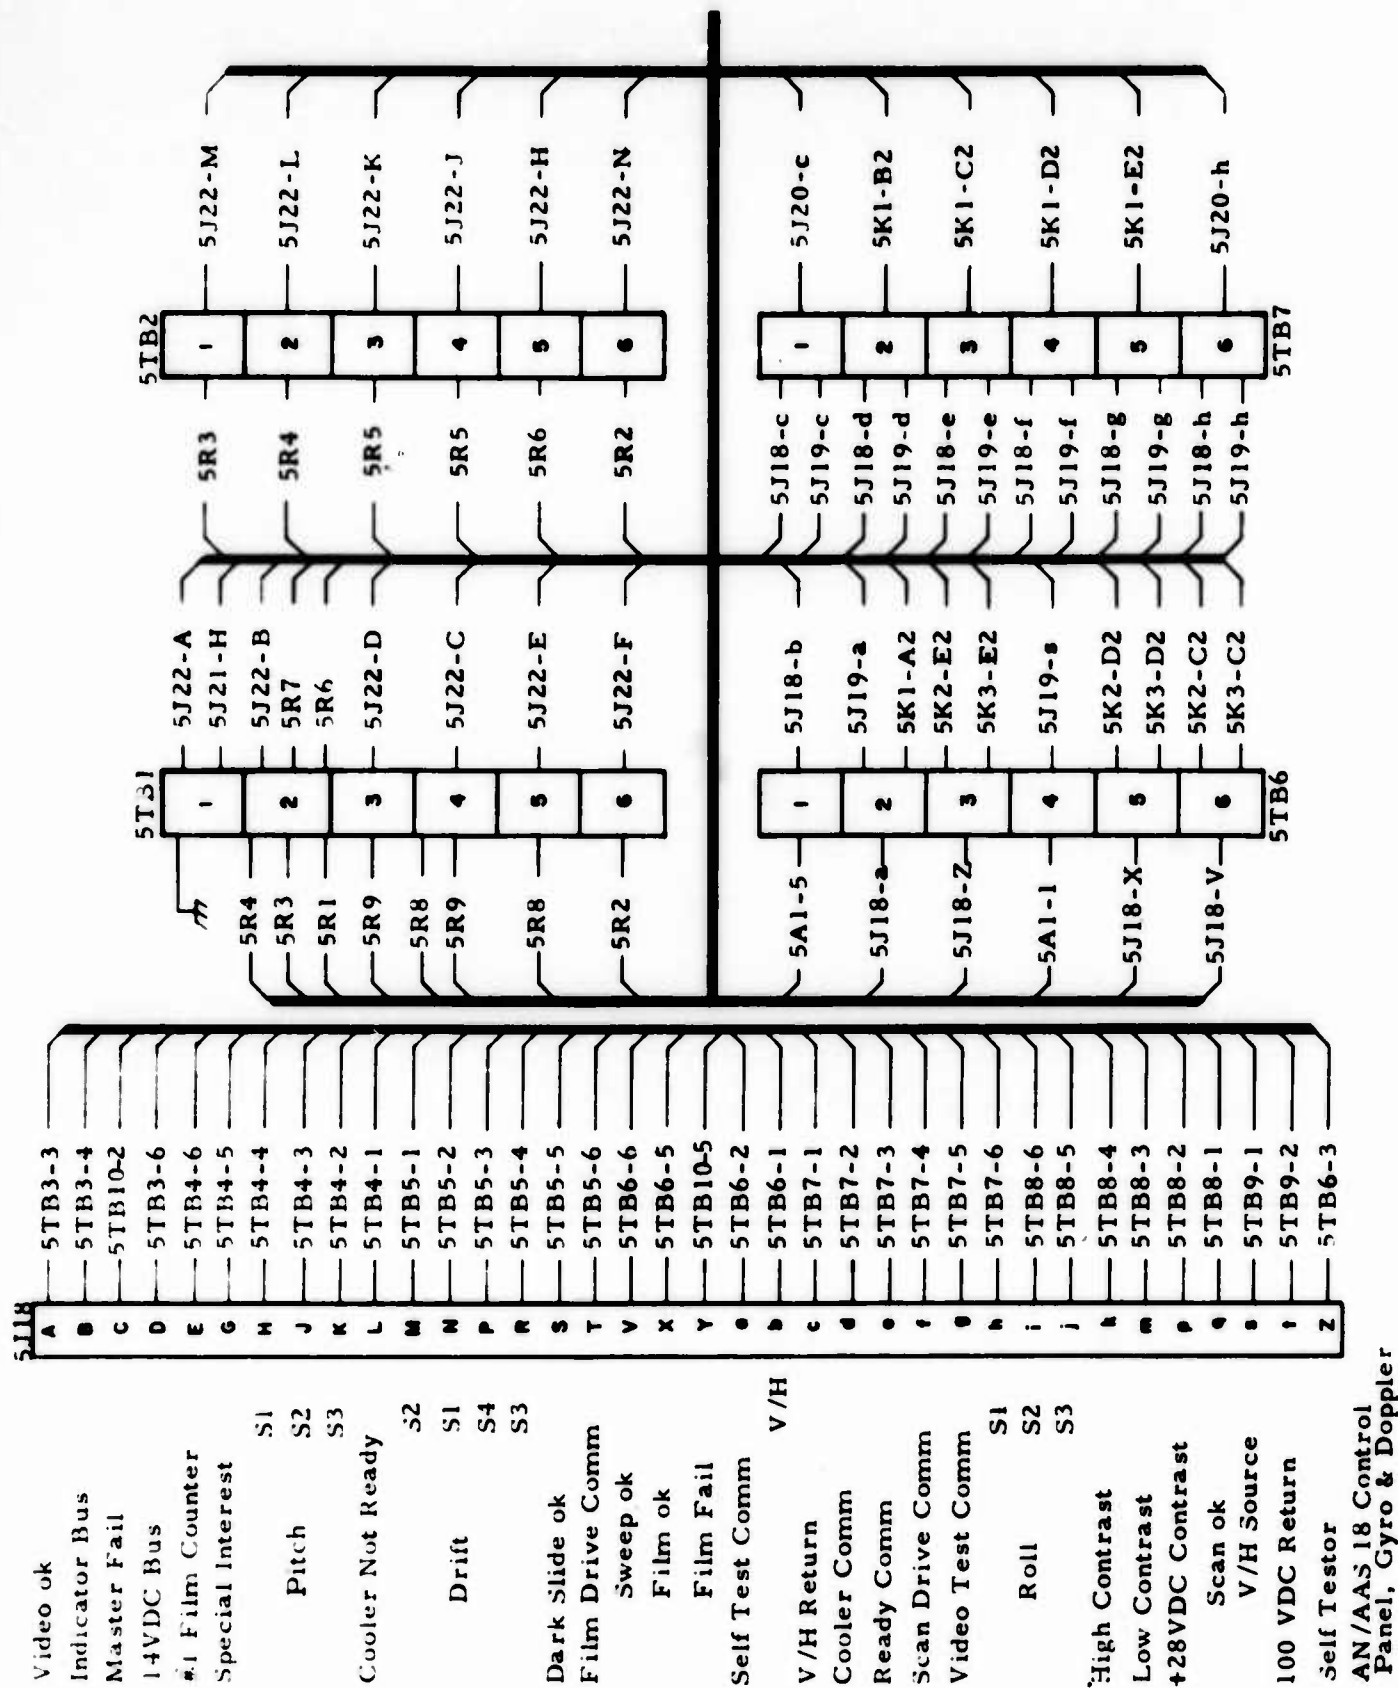 5J18
Video ok A 5TB3-3
Indicator Bus B 5TB3-4
Master Fail C 5TB10-2
14VDC Bus D 5TB3-6
#1 Film Counter E 5TB4-6
Special Interest G 5TB4-5
S1 H 5TB4-4
Pitch S2 J 5TB4-3
S3 K 5TB4-2
Cooler Not Ready L 5TB4-1
S2 M 5TB5-1
Drift S1 N 5TB5-2
S4 P 5TB5-3
S3 R 5TB5-4
Dark Slide ok S 5TB5-5
Film Drive Comm T 5TB5-6
Sweep ok V 5TB6-6
Film ok X 5TB6-5
Film Fail Y 5TB10-5
Self Test Comm a 5TB6-2
V/H b 5TB6-1
V/H Return c 5TB7-1
Cooler Comm d 5TB7-2
Ready Comm e 5TB7-3
Scan Drive Comm f 5TB7-4
Video Test Comm g 5TB7-5
S1 h 5TB7-6
Roll S2 i 5TB8-6
S3 j 5TB8-5
High Contrast k 5TB8-4
Low Contrast m 5TB8-3
+28VDC Contrast p 5TB8-2
Scan ok q 5TB8-1
V/H Source s 5TB9-1
100 VDC Return t 5TB9-2
Self Testor Z 5TB6-3
AN/AAS 18 Control
Panel, Gyro & Doppler
5TB1
1 5J22-A
5J21-H
5R4 5J22-B
5R3 2 5R7
5R1 5R6
5R9 3 5J22-D
5R8
5R9 4 5J22-C
5R8 5 5J22-E
5R2 6 5J22-F
5TB2
5R3 1 5J22-M
5R4 2 5J22-L
5R5 3 5J22-K
5R5 4 5J22-J
5R6 5 5J22-H
5R2 6 5J22-N
5A1-5 1 5J18-b
5J18-a 2 5J19-a
5K1-A2
5J18-Z 3 5K2-E2
5K3-E2
5A1-1 4 5J19-s
5J18-X 5 5K2-D2
5K3-D2
5J18-V 6 5K2-C2
5K3-C2
5TB6
5J18-c 1 5J20-c
5J19-c
5J18-d 2 5K1-B2
5J19-d
5J18-e 3 5K1-C2
5J19-e
5J18-f 4 5K1-D2
5J19-f
5J18-g 5 5K1-E2
5J19-g
5J18-h 6 5J20-h
5J19-h
5TB7